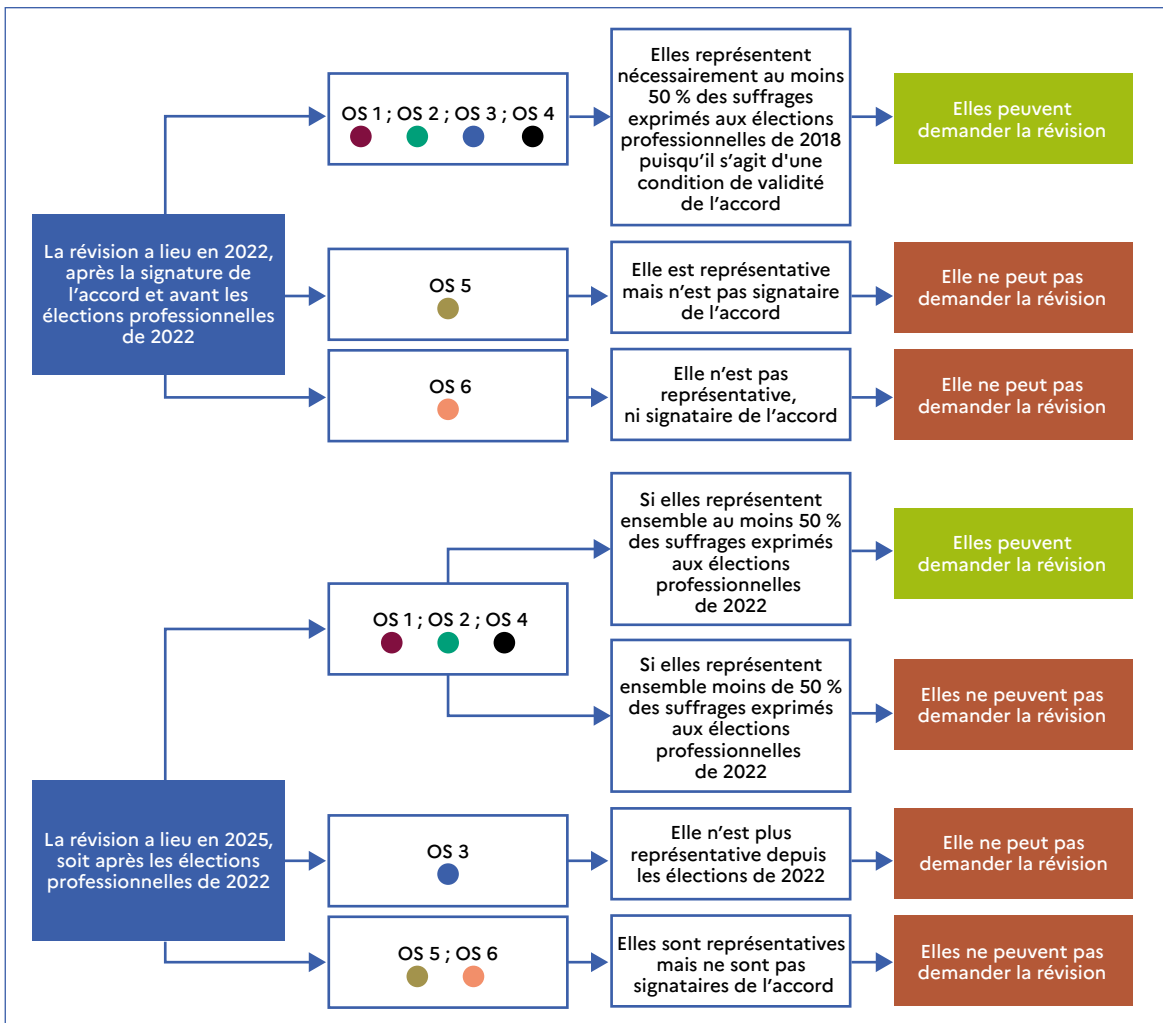 La révision a lieu en 2022,
après la signature de
l'accord et avant les
élections professionnelles
de 2022
OS 1 ; OS 2 ; OS 3 ; OS 4
Elles représentent
nécessairement au moins
50 % des suffrages
exprimés aux élections
professionnelles de 2018
puisqu'il s'agit d'une
condition de validité
de l'accord
Elles peuvent
demander la révision
OS 5
Elle est représentative
mais n'est pas signataire
de l'accord
Elle ne peut pas
demander la révision
OS 6
Elle n'est pas
représentative,
ni signataire de l'accord
Elle ne peut pas
demander la révision
La révision a lieu en 2025,
soit après les élections
professionnelles de 2022
OS 1 ; OS 2 ; OS 4
Si elles représentent
ensemble au moins 50 %
des suffrages exprimés
aux élections
professionnelles
de 2022
Elles peuvent
demander la révision
Si elles représentent
ensemble moins de 50 %
des suffrages exprimés
aux élections
professionnelles
de 2022
Elles ne peuvent pas
demander la révision
OS 3
Elle n'est plus
représentative depuis
les élections de 2022
Elle ne peut pas
demander la révision
OS 5 ; OS 6
Elles sont représentatives
mais ne sont pas
signataires de l'accord
Elles ne peuvent pas
demander la révision